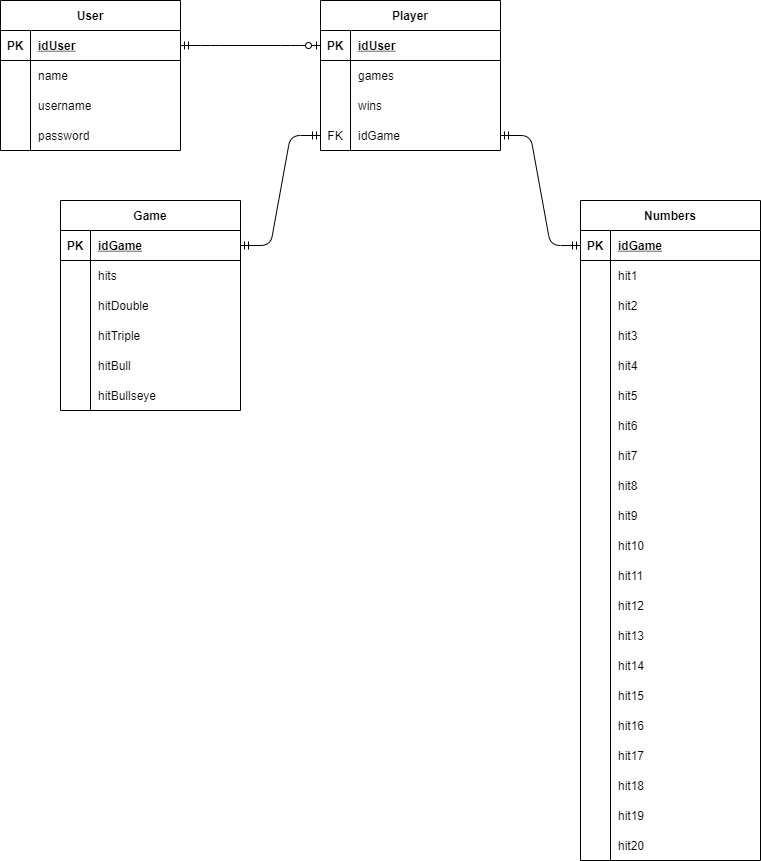 User
PK idUser
name
username
password
Player
PK idUser
games
wins
FK idGame
Game
PK idGame
hits
hitDouble
hitTriple
hitBull
hitBullseye
Numbers
PK idGame
hit1
hit2
hit3
hit4
hit5
hit6
hit7
hit8
hit9
hit10
hit11
hit12
hit13
hit14
hit15
hit16
hit17
hit18
hit19
hit20